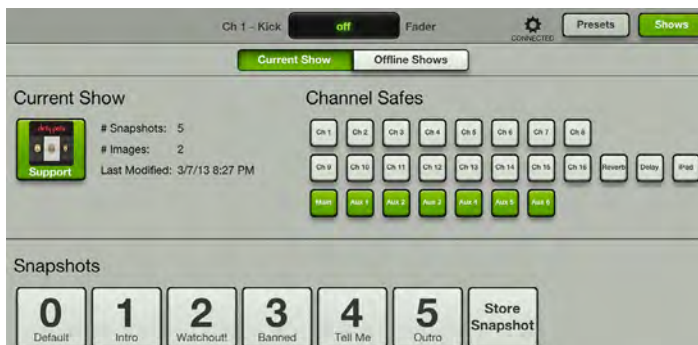 Ch 1 - Kick off Fader CONNECTED Presets Shows
Current Show Offline Shows
Current Show
Channel Safes
Support
# Snapshots: 5
# Images: 2
Last Modified: 3/7/13 8:27 PM
Ch 1 Ch 2 Ch 3 Ch 4 Ch 5 Ch 6 Ch 7 Ch 8
Ch 9 Ch 10 Ch 11 Ch 12 Ch 13 Ch 14 Ch 15 Ch 16 Reverb Delay iPad
Main Aux 1 Aux 2 Aux 3 Aux 4 Aux 5 Aux 6
Snapshots
0 Default
1 Intro
2 Watchout!
3 Banned
4 Tell Me
5 Outro
Store
Snapshot